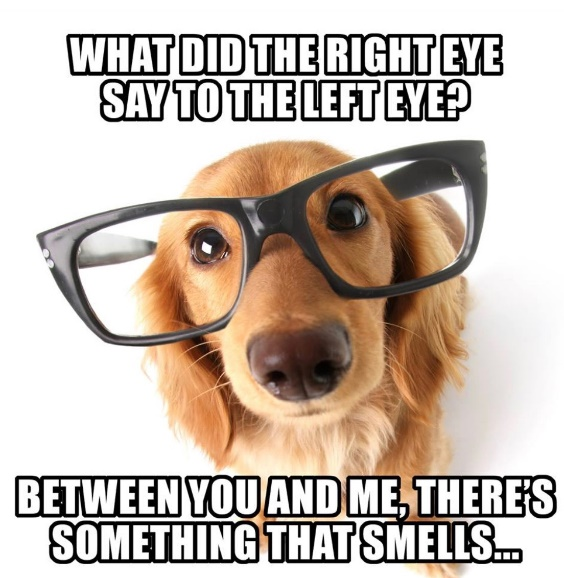 WHAT DID THE RIGHT EYE
SAY TO THE LEFT EYE?
BETWEEN YOU AND ME, THERE'S
SOMETHING THAT SMELLS...